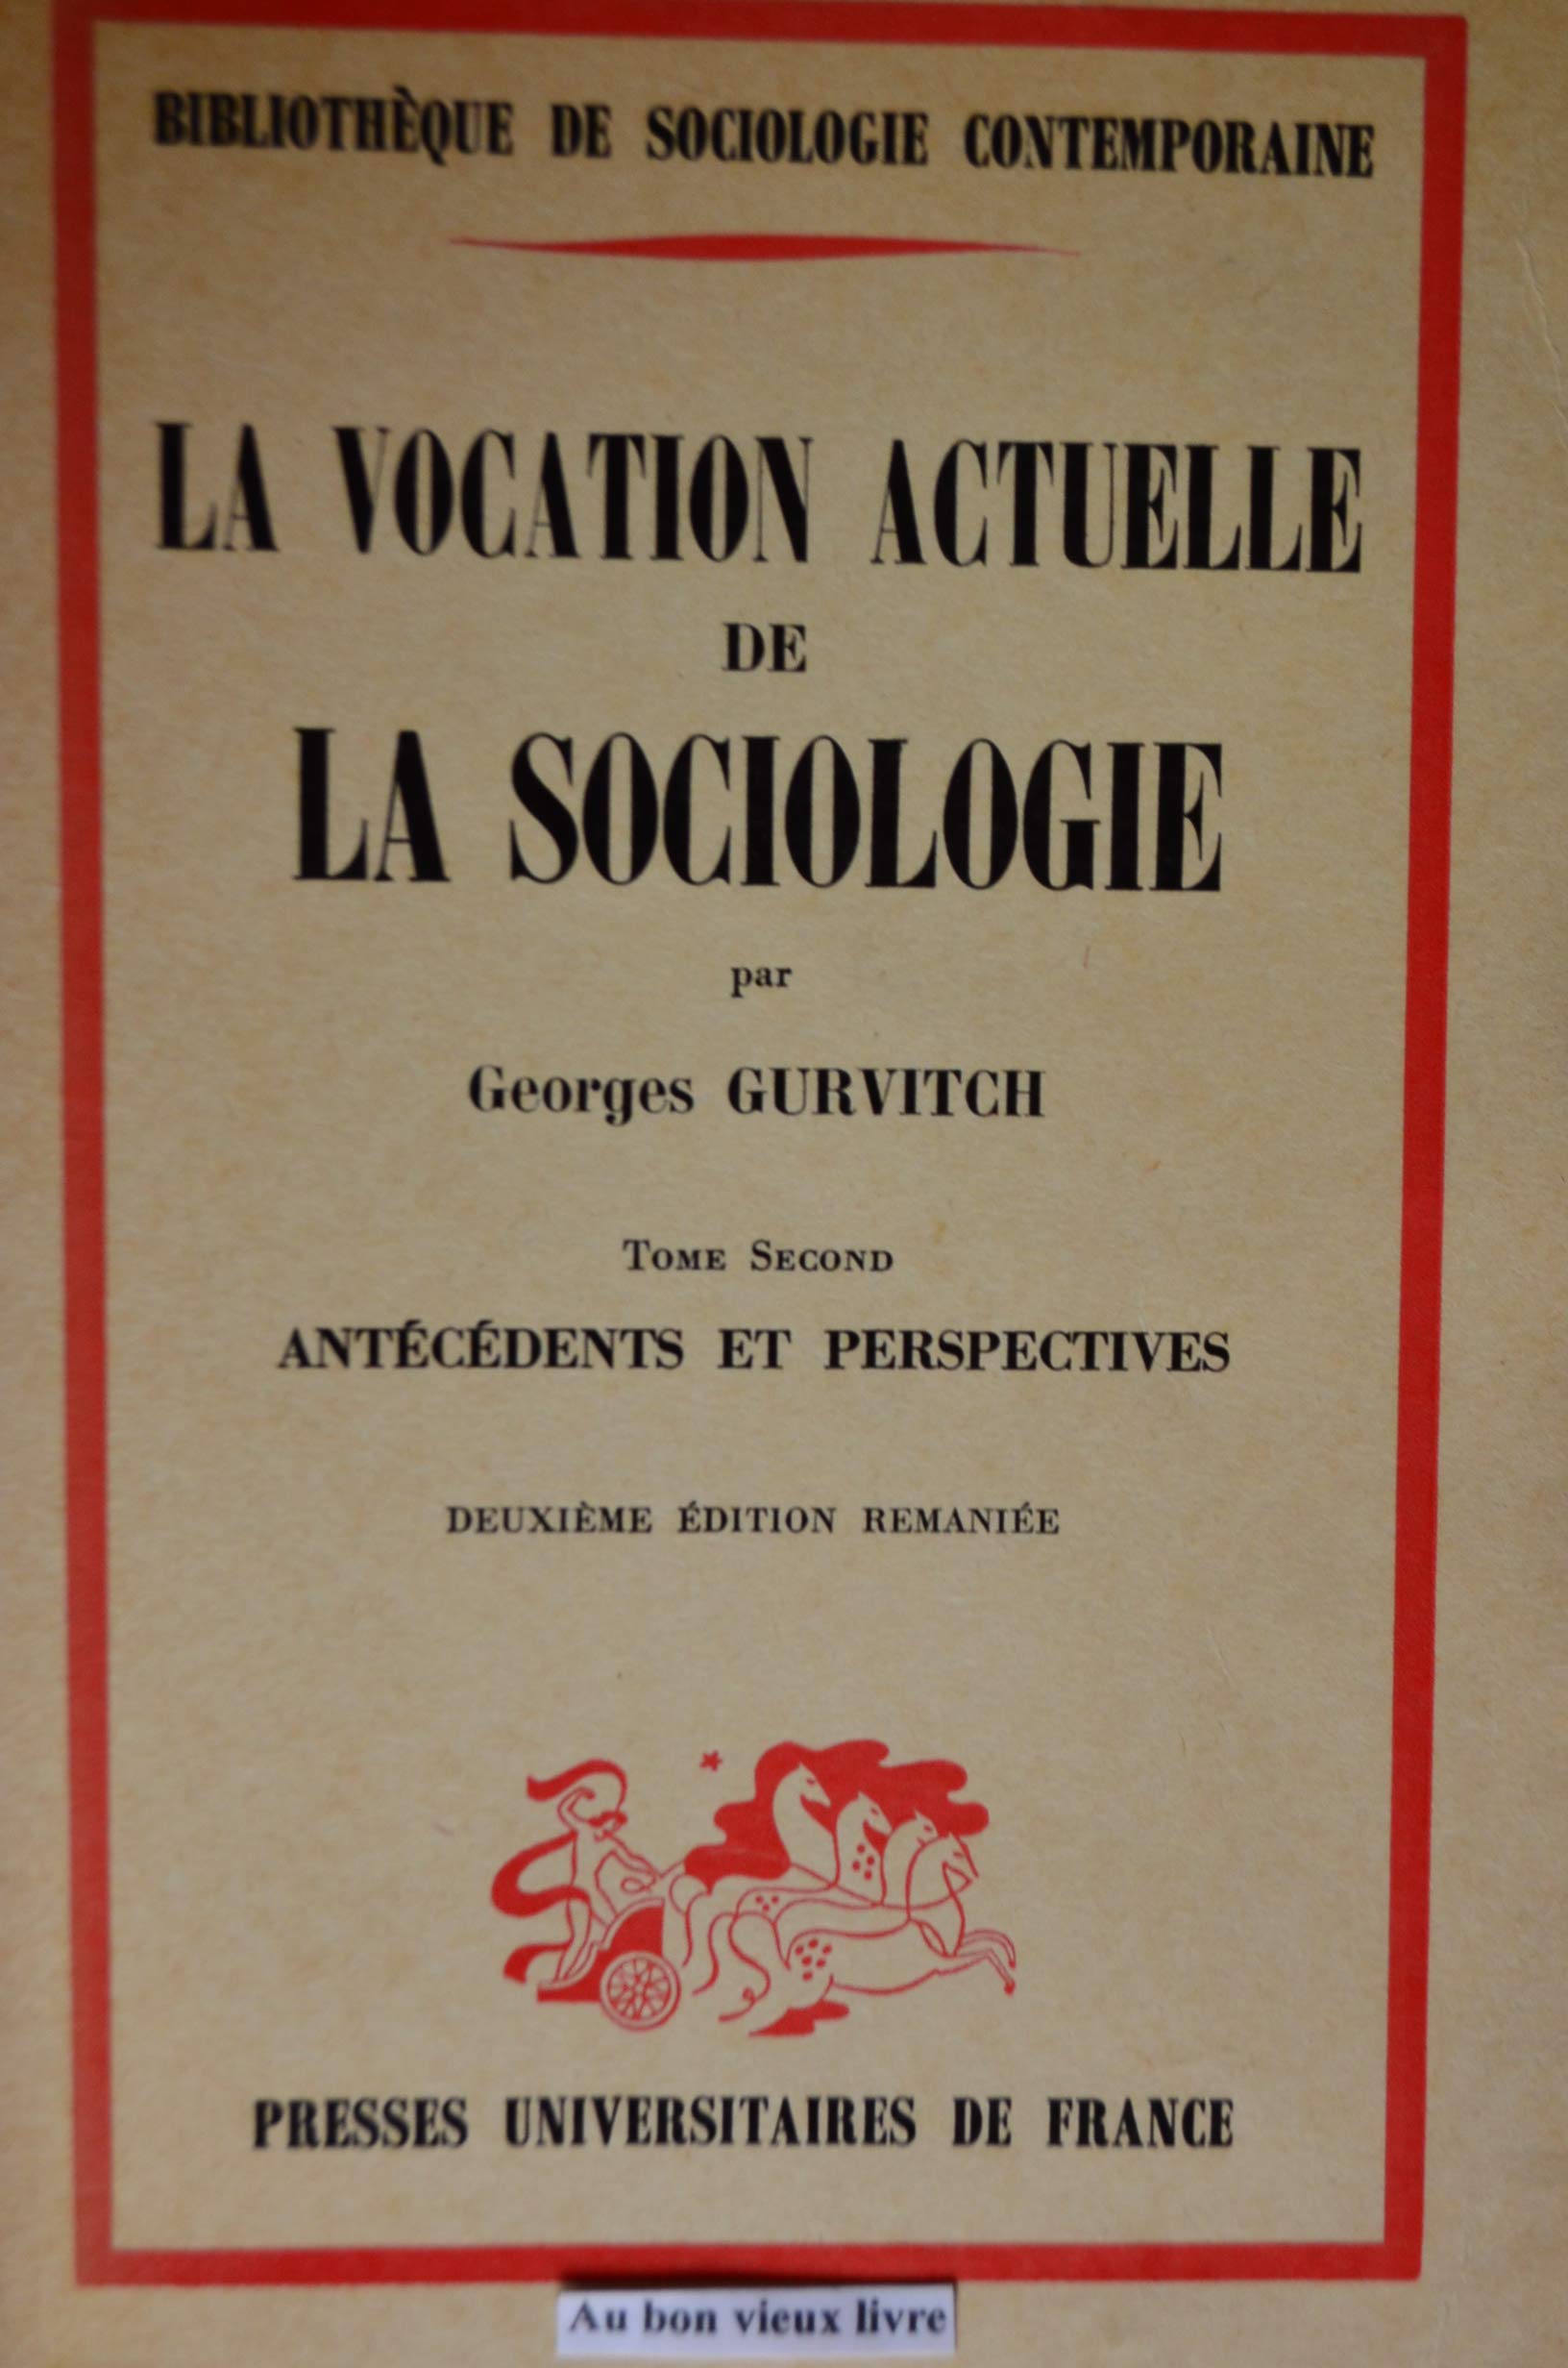 BIBLIOTHÈQUE DE SOCIOLOGIE CONTEMPORAINE
LA VOCATION ACTUELLE
DE
LA SOCIOLOGIE
par
Georges GURVITCH
TOME SECOND
ANTÉCÉDENTS ET PERSPECTIVES
DEUXIÈME ÉDITION REMANIÉE
PRESSES UNIVERSITAIRES DE FRANCE
Au bon vieux livre